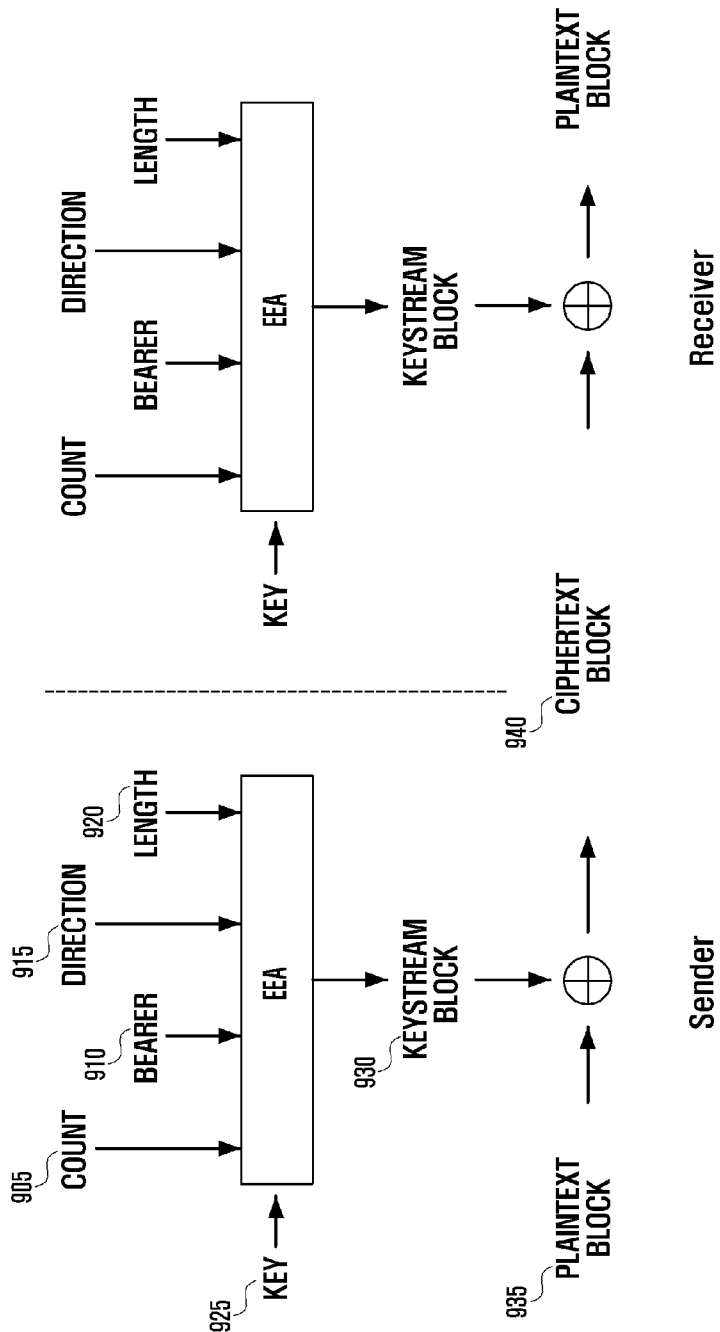 905
COUNT
910
BEARER
915
DIRECTION
920
LENGTH
925
KEY
EEA
930
KEYSTREAM
BLOCK
935
PLAINTEXT
BLOCK
Sender
940
CIPHERTEXT
BLOCK
COUNT
BEARER
DIRECTION
LENGTH
KEY
EEA
KEYSTREAM
BLOCK
PLAINTEXT
BLOCK
Receiver